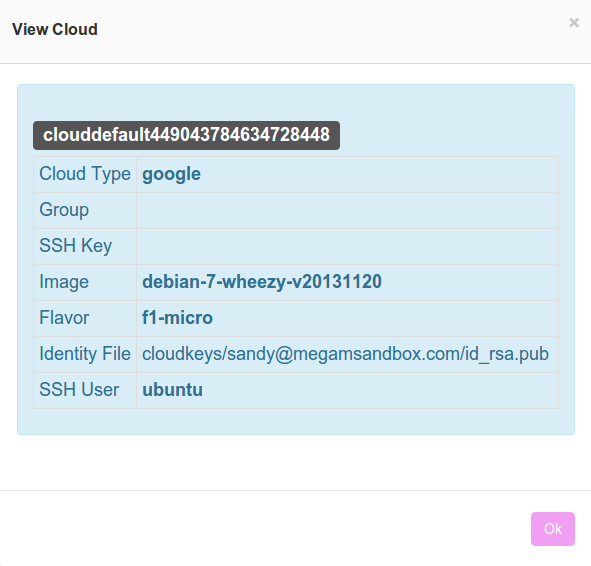 View Cloud
×
clouddefault449043784634728448
Cloud Type google
Group
SSH Key
Image debian-7-wheezy-v20131120
Flavor f1-micro
Identity File cloudkeys/sandy@megamsandbox.com/id_rsa.pub
SSH User ubuntu
Ok